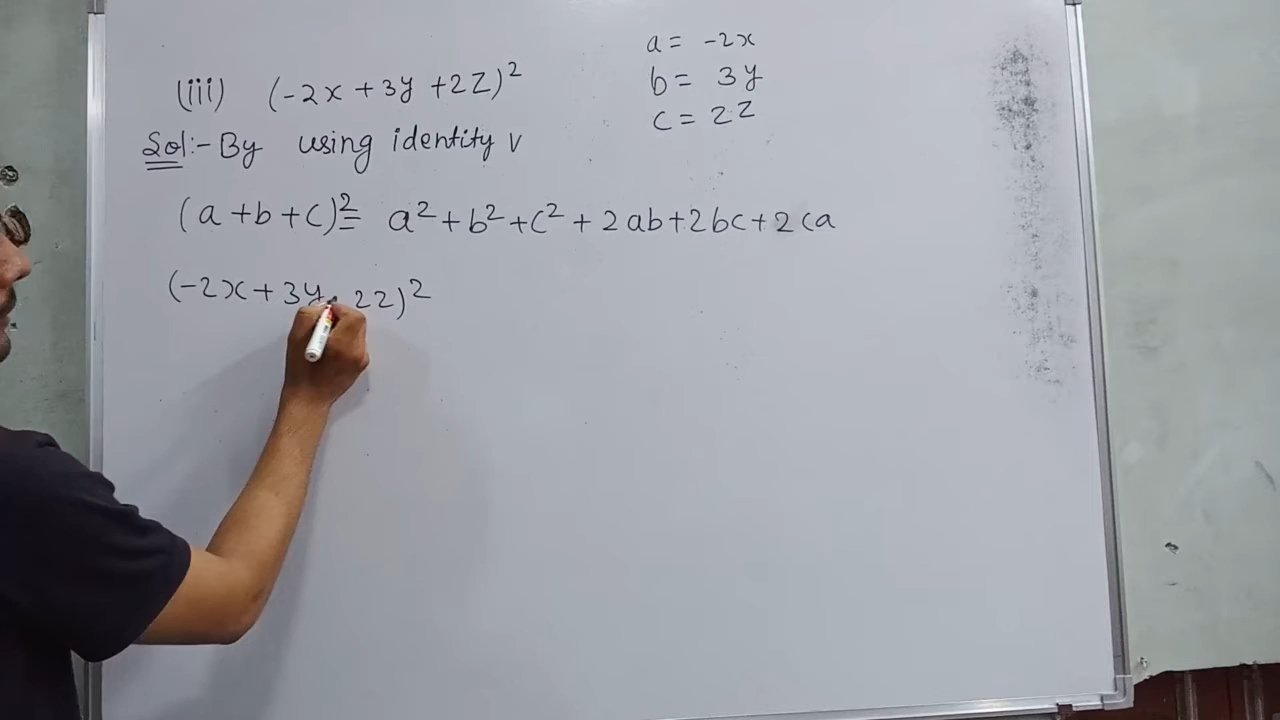 (iii) (-2x + 3y + 2Z)²
Sol:- By using identity V
(a + b + c)² = a² + b² + c² + 2ab + 2bc + 2ca
(-2x + 3y 2Z)²
a = -2x
b = 3y
c = 2Z